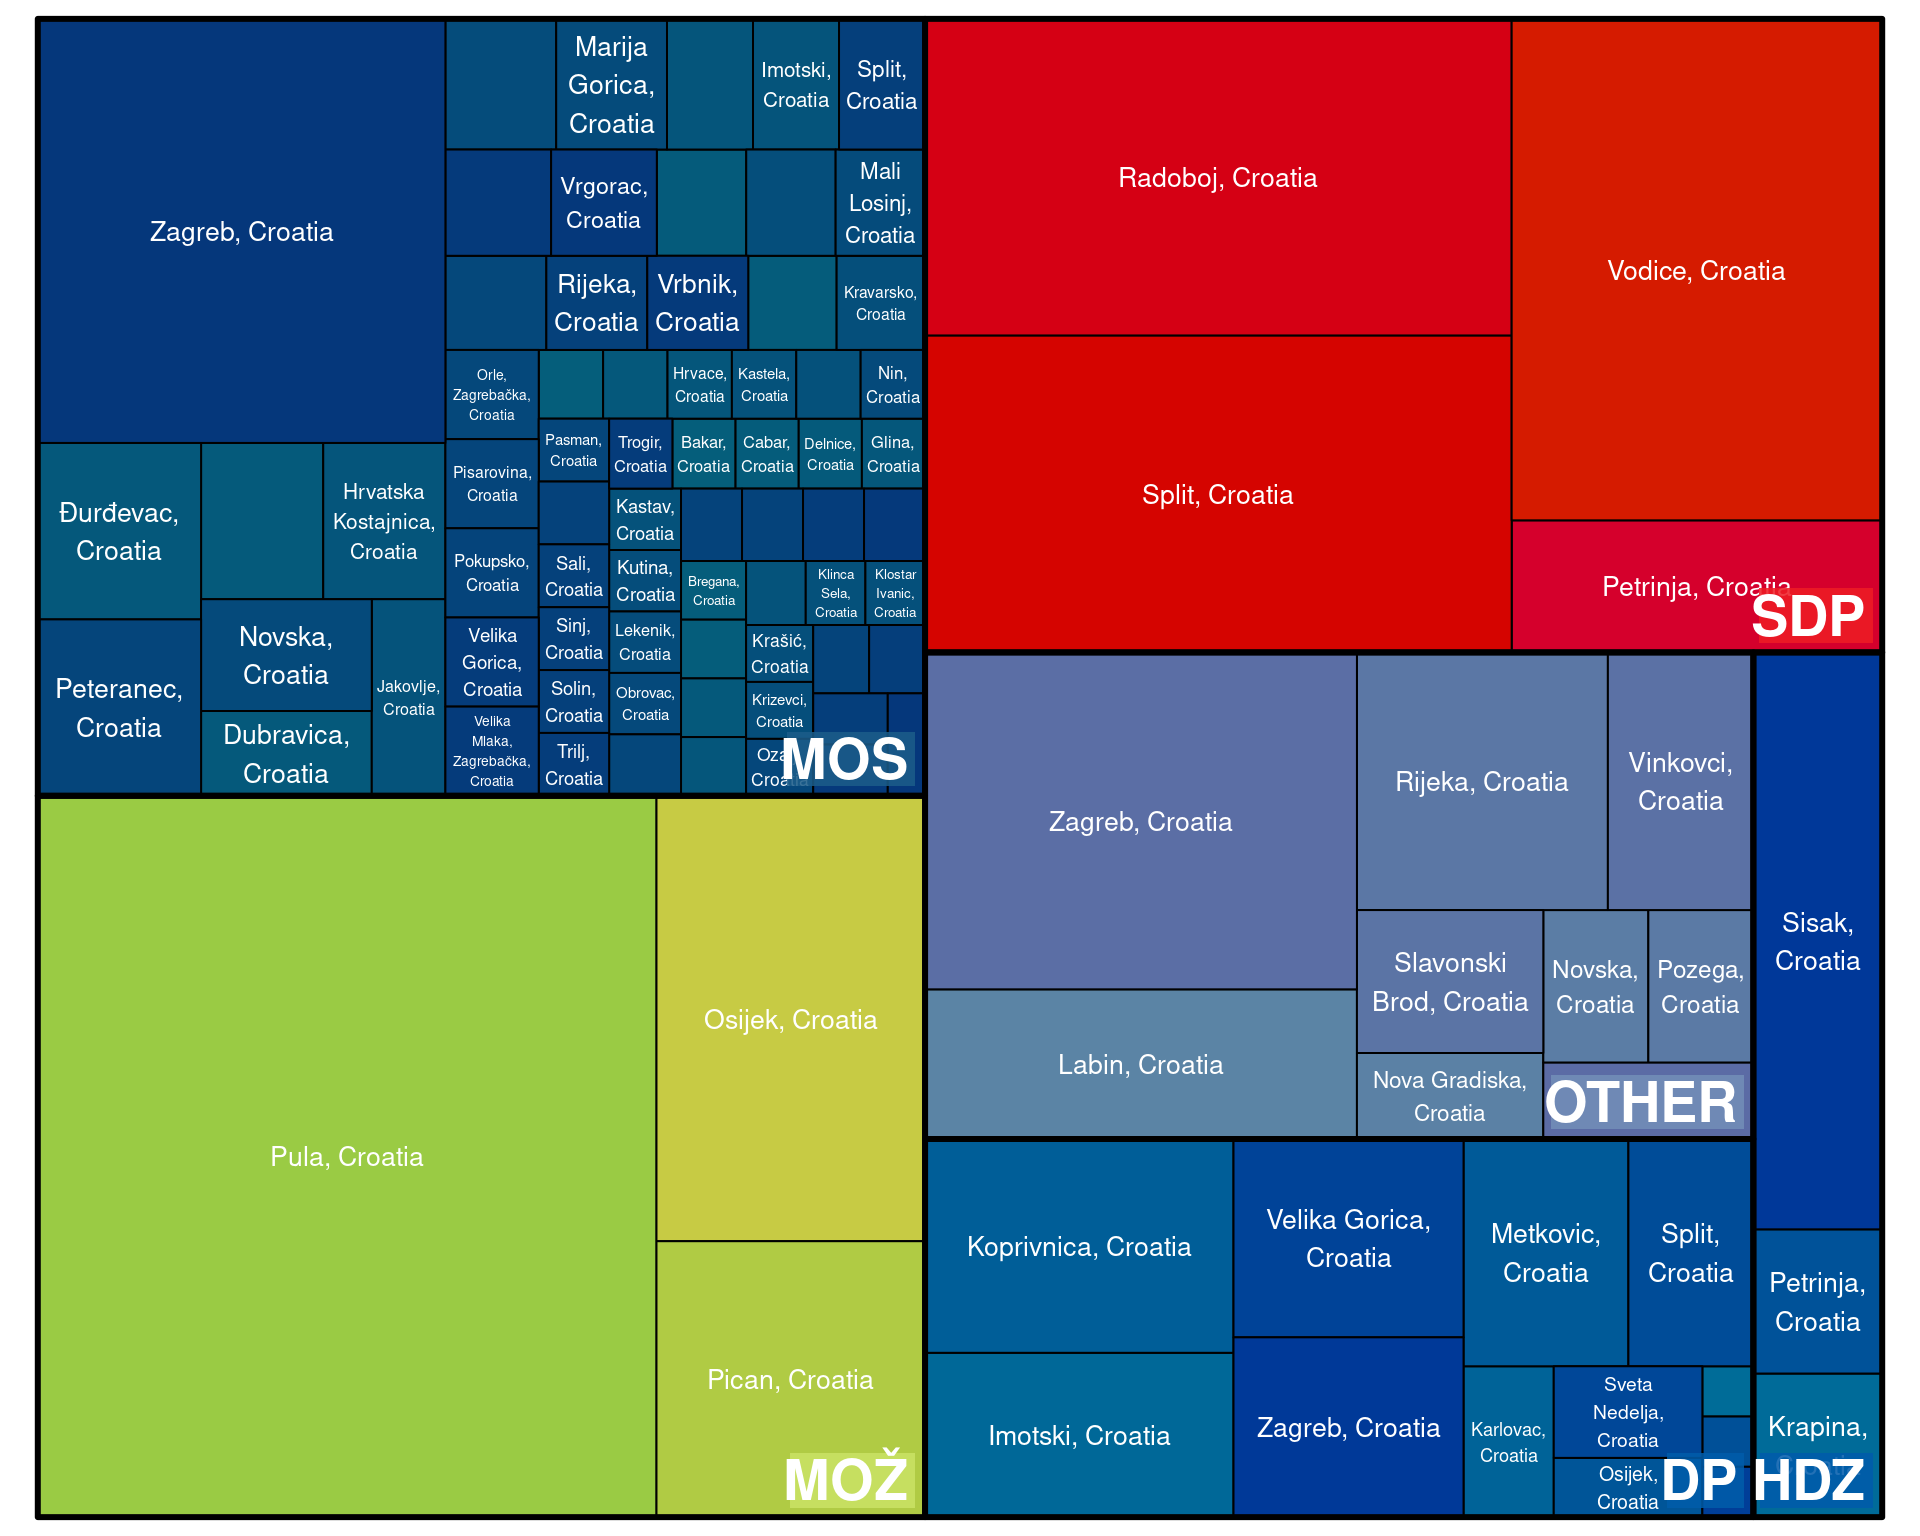 Zagreb, Croatia
Marija
Gorica,
Croatia
Imotski,
Croatia
Split,
Croatia
Vrgorac,
Croatia
Mali
Losinj,
Croatia
Rijeka,
Croatia
Vrbnik,
Croatia
Kravarsko,
Croatia
Orle,
Zagrebačka,
Croatia
Hrvace,
Croatia
Kastela,
Croatia
Nin,
Croatia
Pasman,
Croatia
Trogir,
Croatia
Bakar,
Croatia
Cabar,
Croatia
Delnice,
Croatia
Glina,
Croatia
Pisarovina,
Croatia
Kastav,
Croatia
Pokupsko,
Croatia
Sali,
Croatia
Kutina,
Croatia
Bregana,
Croatia
Klinca
Sela,
Croatia
Klostar
Ivanic,
Croatia
Velika
Gorica,
Croatia
Sinj,
Croatia
Lekenik,
Croatia
Krašić,
Croatia
Solin,
Croatia
Obrovac,
Croatia
Krizevci,
Croatia
Velika
Mlaka,
Zagrebačka,
Croatia
Trilj,
Croatia
Đurđevac,
Croatia
Hrvatska
Kostajnica,
Croatia
Peteranec,
Croatia
Novska,
Croatia
Dubravica,
Croatia
Jakovlje,
Croatia
MOS
Radoboj, Croatia
Vodice, Croatia
Split, Croatia
Petrinja, Croatia
SDP
Pula, Croatia
Osijek, Croatia
Pican, Croatia
MOŽ
Zagreb, Croatia
Rijeka, Croatia
Vinkovci,
Croatia
Labin, Croatia
Slavonski
Brod, Croatia
Novska,
Croatia
Pozega,
Croatia
Nova Gradiska,
Croatia
OTHER
Koprivnica, Croatia
Velika Gorica,
Croatia
Metkovic,
Croatia
Split,
Croatia
Imotski, Croatia
Zagreb, Croatia
Karlovac,
Croatia
Sveta
Nedelja,
Croatia
Osijek,
Croatia
DP
Sisak,
Croatia
Petrinja,
Croatia
Krapina,
HDZ